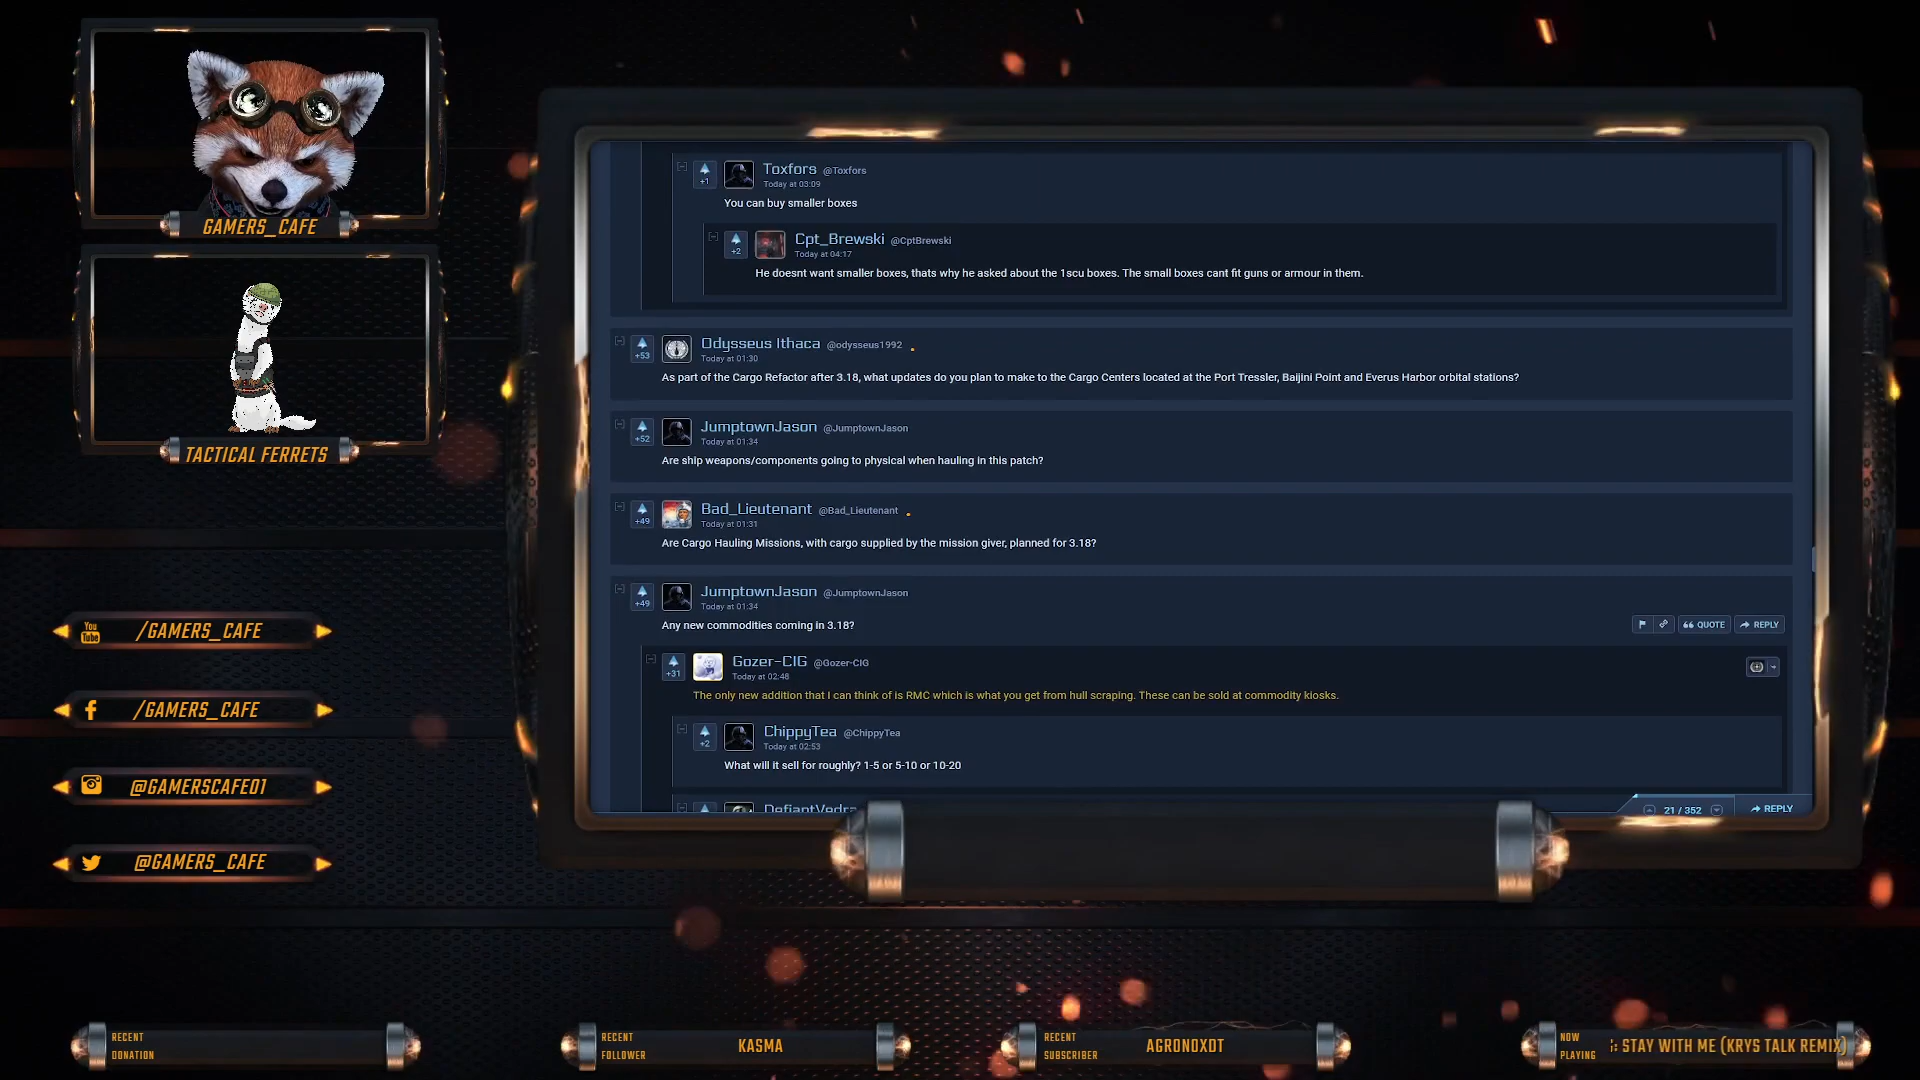 GAMERS_CAFE
TACTICAL FERRETS
You Tube /GAMERS_CAFE
/GAMERS_CAFE
@GAMERSCAFE01
@GAMERS_CAFE
+1 Toxfors @Toxfors
Today at 03:09
You can buy smaller boxes
+2 Cpt_Brewski @CptBrewski
Today at 04:17
He doesnt want smaller boxes, thats why he asked about the 1scu boxes. The small boxes cant fit guns or armour in them.
+53 Odysseus Ithaca @odysseus1992
Today at 01:30
As part of the Cargo Refactor after 3.18, what updates do you plan to make to the Cargo Centers located at the Port Tressler, Baijini Point and Everus Harbor orbital stations?
+52 JumptownJason @JumptownJason
Today at 01:34
Are ship weapons/components going to physical when hauling in this patch?
+49 Bad_Lieutenant @Bad_Lieutenant
Today at 01:31
Are Cargo Hauling Missions, with cargo supplied by the mission giver, planned for 3.18?
+49 JumptownJason @JumptownJason
Today at 01:34
Any new commodities coming in 3.18?
QUOTE REPLY
+31 Gozer-CIG @Gozer-CIG
Today at 02:48
The only new addition that I can think of is RMC which is what you get from hull scraping. These can be sold at commodity kiosks.
+2 ChippyTea @ChippyTea
Today at 02:53
What will it sell for roughly? 1-5 or 5-10 or 10-20
DefiantVedra
21 / 352 REPLY
RECENT DONATION
RECENT FOLLOWER KASMA
RECENT SUBSCRIBER AGRONOXDT
NOW PLAYING : STAY WITH ME (KRYS TALK REMIX)